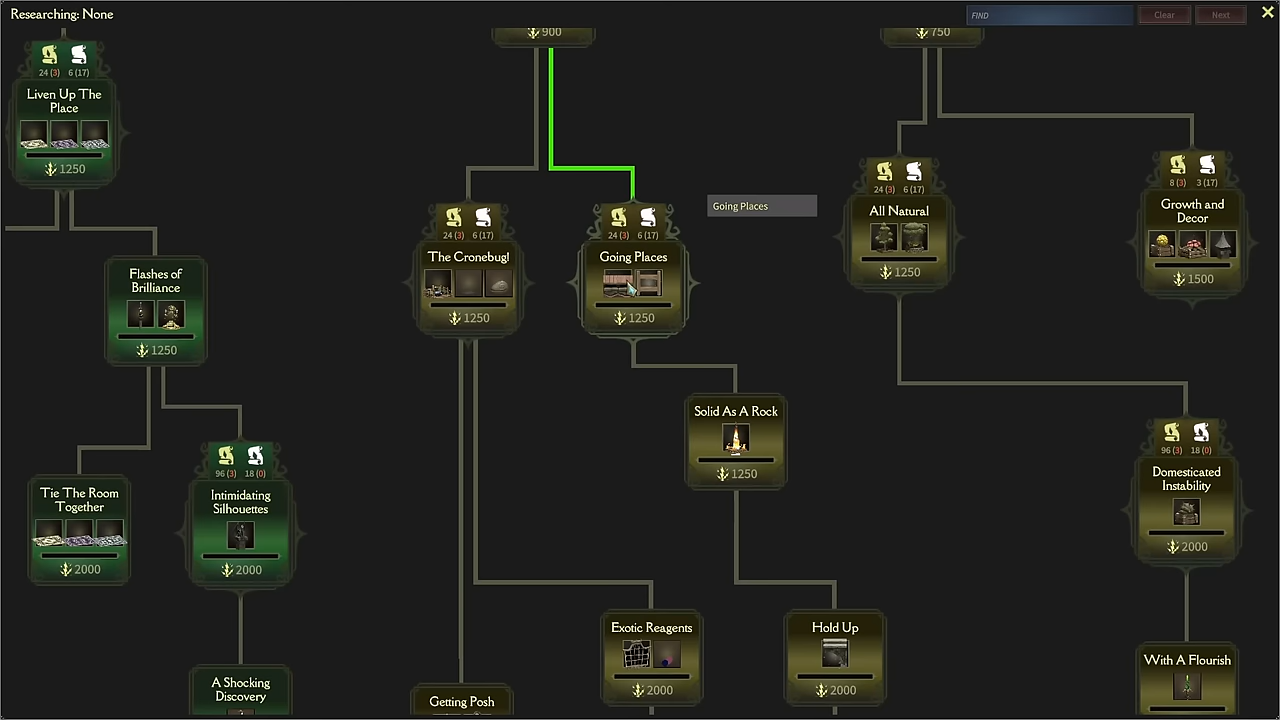 Researching: None
FIND
Clear
Next
900
750
24 (3) 6 (17)
Liven Up The
Place
1250
24 (3) 6 (17)
The Cronebug!
1250
24 (3) 6 (17)
Going Places
1250
Going Places
24 (3) 6 (17)
All Natural
1250
8 (3) 3 (17)
Growth and
Decor
1500
Flashes of
Brilliance
1250
Solid As A Rock
1250
96 (3) 18 (0)
Domesticated
Instability
2000
Tie The Room
Together
2000
96 (3) 18 (0)
Intimidating
Silhouettes
2000
Exotic Reagents
2000
Hold Up
2000
With A Flourish
A Shocking
Discovery
Getting Posh